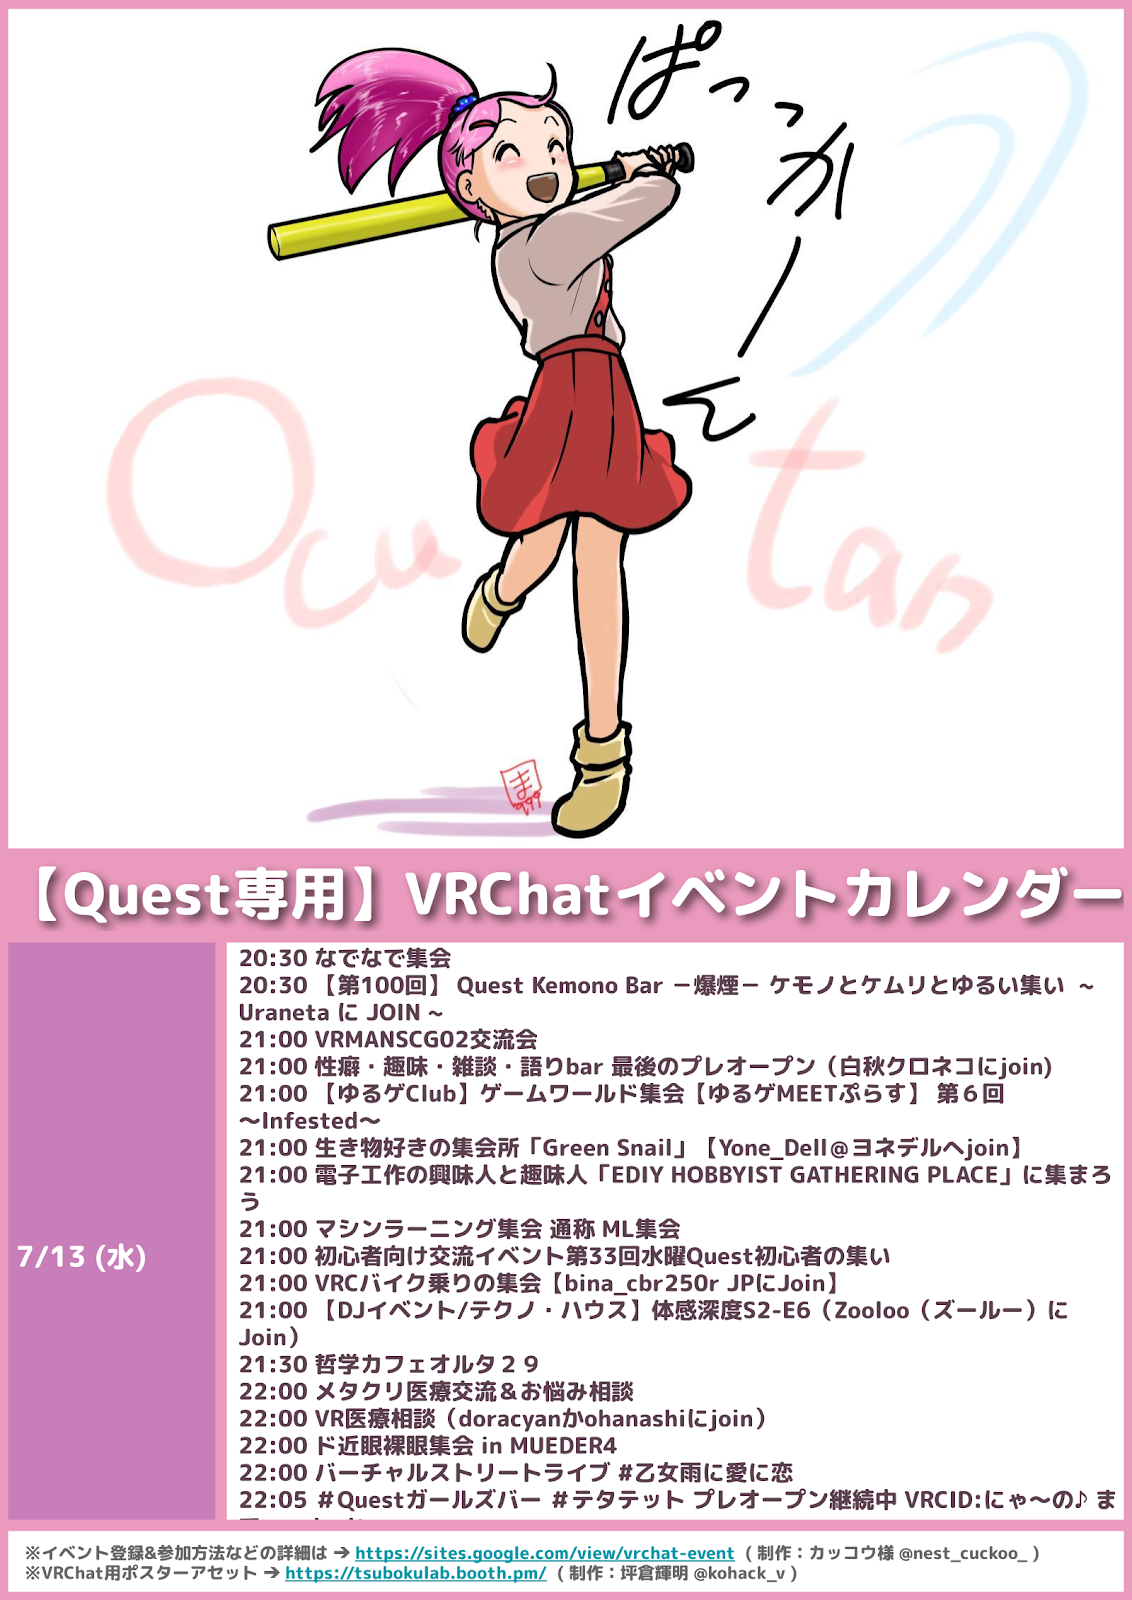 ぱっっかーん
Ocu tan
ま
999
【Quest専用】VRChatイベントカレンダー
7/13 (水)
20:30 なでなで集会
20:30 【第100回】 Quest Kemono Bar －爆煙－ ケモノとケムリとゆるい集い ～
Uraneta に JOIN ~
21:00 VRMANSCG02交流会
21:00 性癖・趣味・雑談・語りbar 最後のプレオープン（白秋クロネコにjoin)
21:00 【ゆるゲClub】ゲームワールド集会【ゆるゲMEETぷらす】 第６回
～Infested～
21:00 生き物好きの集会所「Green Snail」【Yone_Dell＠ヨネデルへjoin】
21:00 電子工作の興味人と趣味人「EDIY HOBBYIST GATHERING PLACE」に集まろ
う
21:00 マシンラーニング集会 通称 ML集会
21:00 初心者向け交流イベント第33回水曜Quest初心者の集い
21:00 VRCバイク乗りの集会【bina_cbr250r JPにJoin】
21:00 【DJイベント/テクノ・ハウス】体感深度S2-E6（Zooloo（ズールー）に
Join）
21:30 哲学カフェオルタ２９
22:00 メタクリ医療交流＆お悩み相談
22:00 VR医療相談（doracyanかohanashiにjoin）
22:00 ド近眼裸眼集会 in MUEDER4
22:00 バーチャルストリートライブ #乙女雨に愛に恋
22:05 ＃Questガールズバー ＃テタテット プレオープン継続中 VRCID:にゃ～の♪ ま
※イベント登録&参加方法などの詳細は ➔ https://sites.google.com/view/vrchat-event （ 制作：カッコウ様 @nest_cuckoo_ ）
※VRChat用ポスターアセット ➔ https://tsubokulab.booth.pm/ （ 制作：坪倉輝明 @kohack_v ）